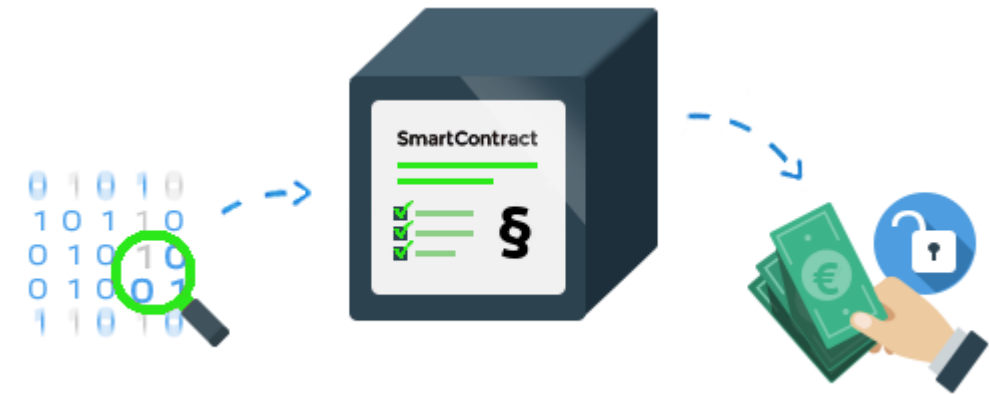 0 1 0 1 0
1 0 1 1 0
0 1 0 1 0
0 1 0 0 1
1 1 0 1 0
SmartContract
§
€